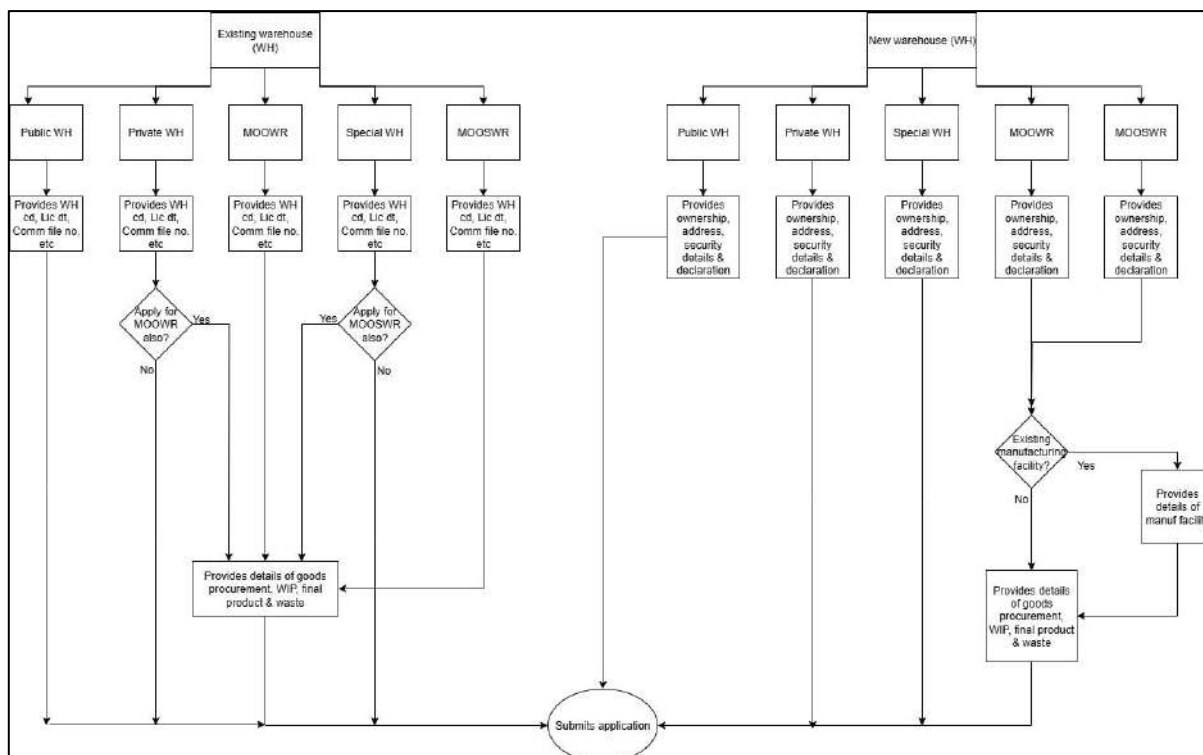 Existing warehouse
(WH)
New warehouse (WH)
Public WH
Private WH
MOOWR
Special WH
MOOSWR
Public WH
Private WH
Special WH
MOOWR
MOOSWR
Provides WH
cd, Lic dt,
Comm file no.
etc
Provides WH
cd, Lic dt,
Comm file no.
etc
Provides WH
cd, Lic dt,
Comm file no.
etc
Provides WH
cd, Lic dt,
Comm file no.
etc
Provides WH
cd, Lic dt,
Comm file no.
etc
Provides
ownership,
address,
security
details &
declaration
Provides
ownership,
address,
security
details &
declaration
Provides
ownership,
address,
security
details &
declaration
Provides
ownership,
address,
security
details &
declaration
Provides
ownership,
address,
security
details &
declaration
Apply for
MOOWR
also?
Yes
No
Apply for
MOOSWR
also?
Yes
No
Existing
manufacturing
facility?
Yes
No
Provides
details of
manuf facili
Provides details of goods
procurement, WIP, final
product & waste
Provides details
of goods
procurement,
WIP, final product
& waste
Submits application